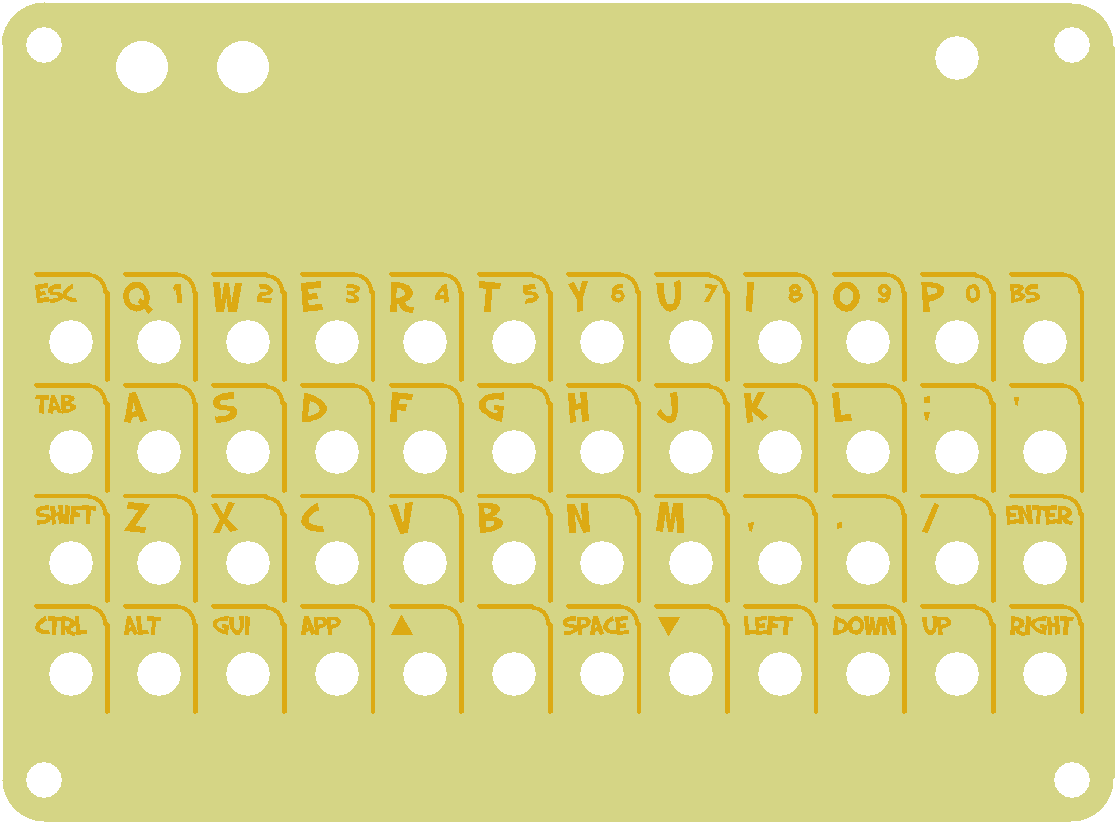 ESC Q 1 W 2 E 3 R 4 T 5 Y 6 U 7 I 8 O 9 P 0 BS
TAB A S D F G H J K L ; '
SHIFT Z X C V B N M , . / ENTER
CTRL ALT GUI APP ▲ SPACE ▼ LEFT DOWN UP RIGHT